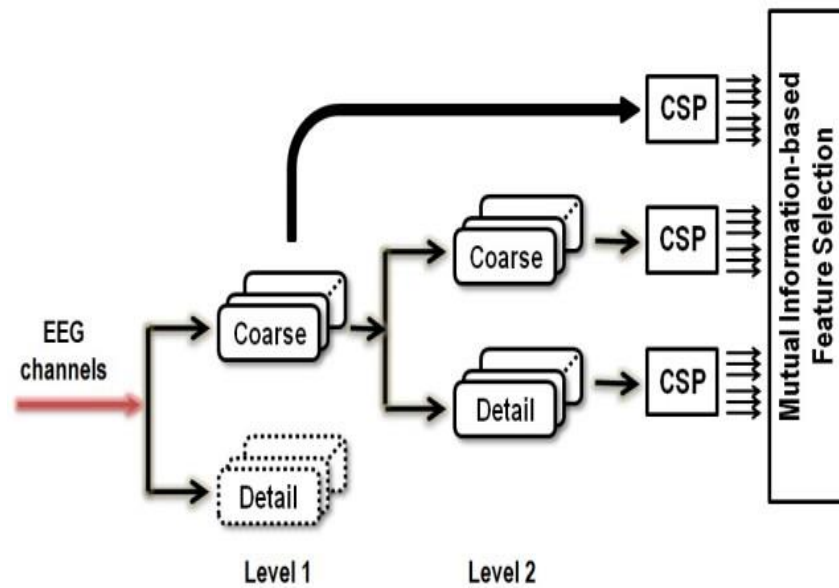 CSP
Mutual Information-based
Feature Selection
Coarse
CSP
EEG
channels
Coarse
Detail
CSP
Detail
Level 1
Level 2